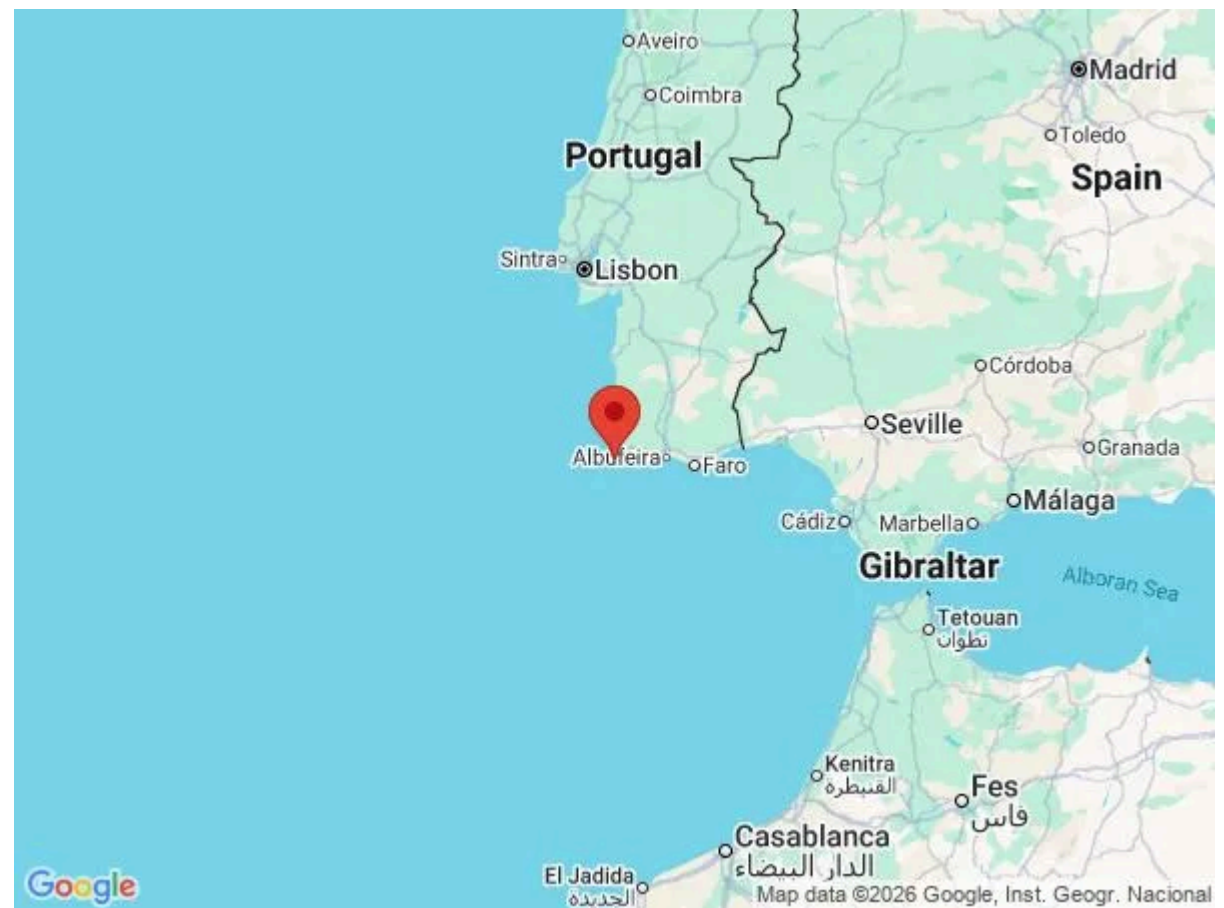 Aveiro
Madrid
Coimbra
Toledo
Portugal
Spain
Sintra
Lisbon
Córdoba
Seville
Granada
Albufeira
Faro
Málaga
Cádiz
Marbella
Gibraltar
Alboran Sea
Tetouan
تطوان
Kenitra
القنيطرة
Fes
فاس
Casablanca
الدار البيضاء
El Jadida
الجديدة
Google
Map data ©2026 Google, Inst. Geogr. Nacional